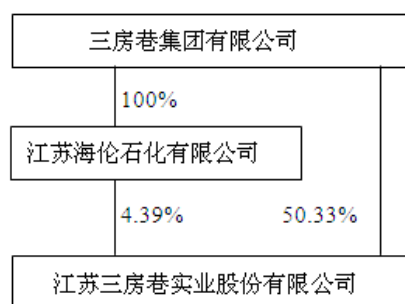 三房巷集团有限公司
100%
江苏海伦石化有限公司
4.39% 50.33%
江苏三房巷实业股份有限公司